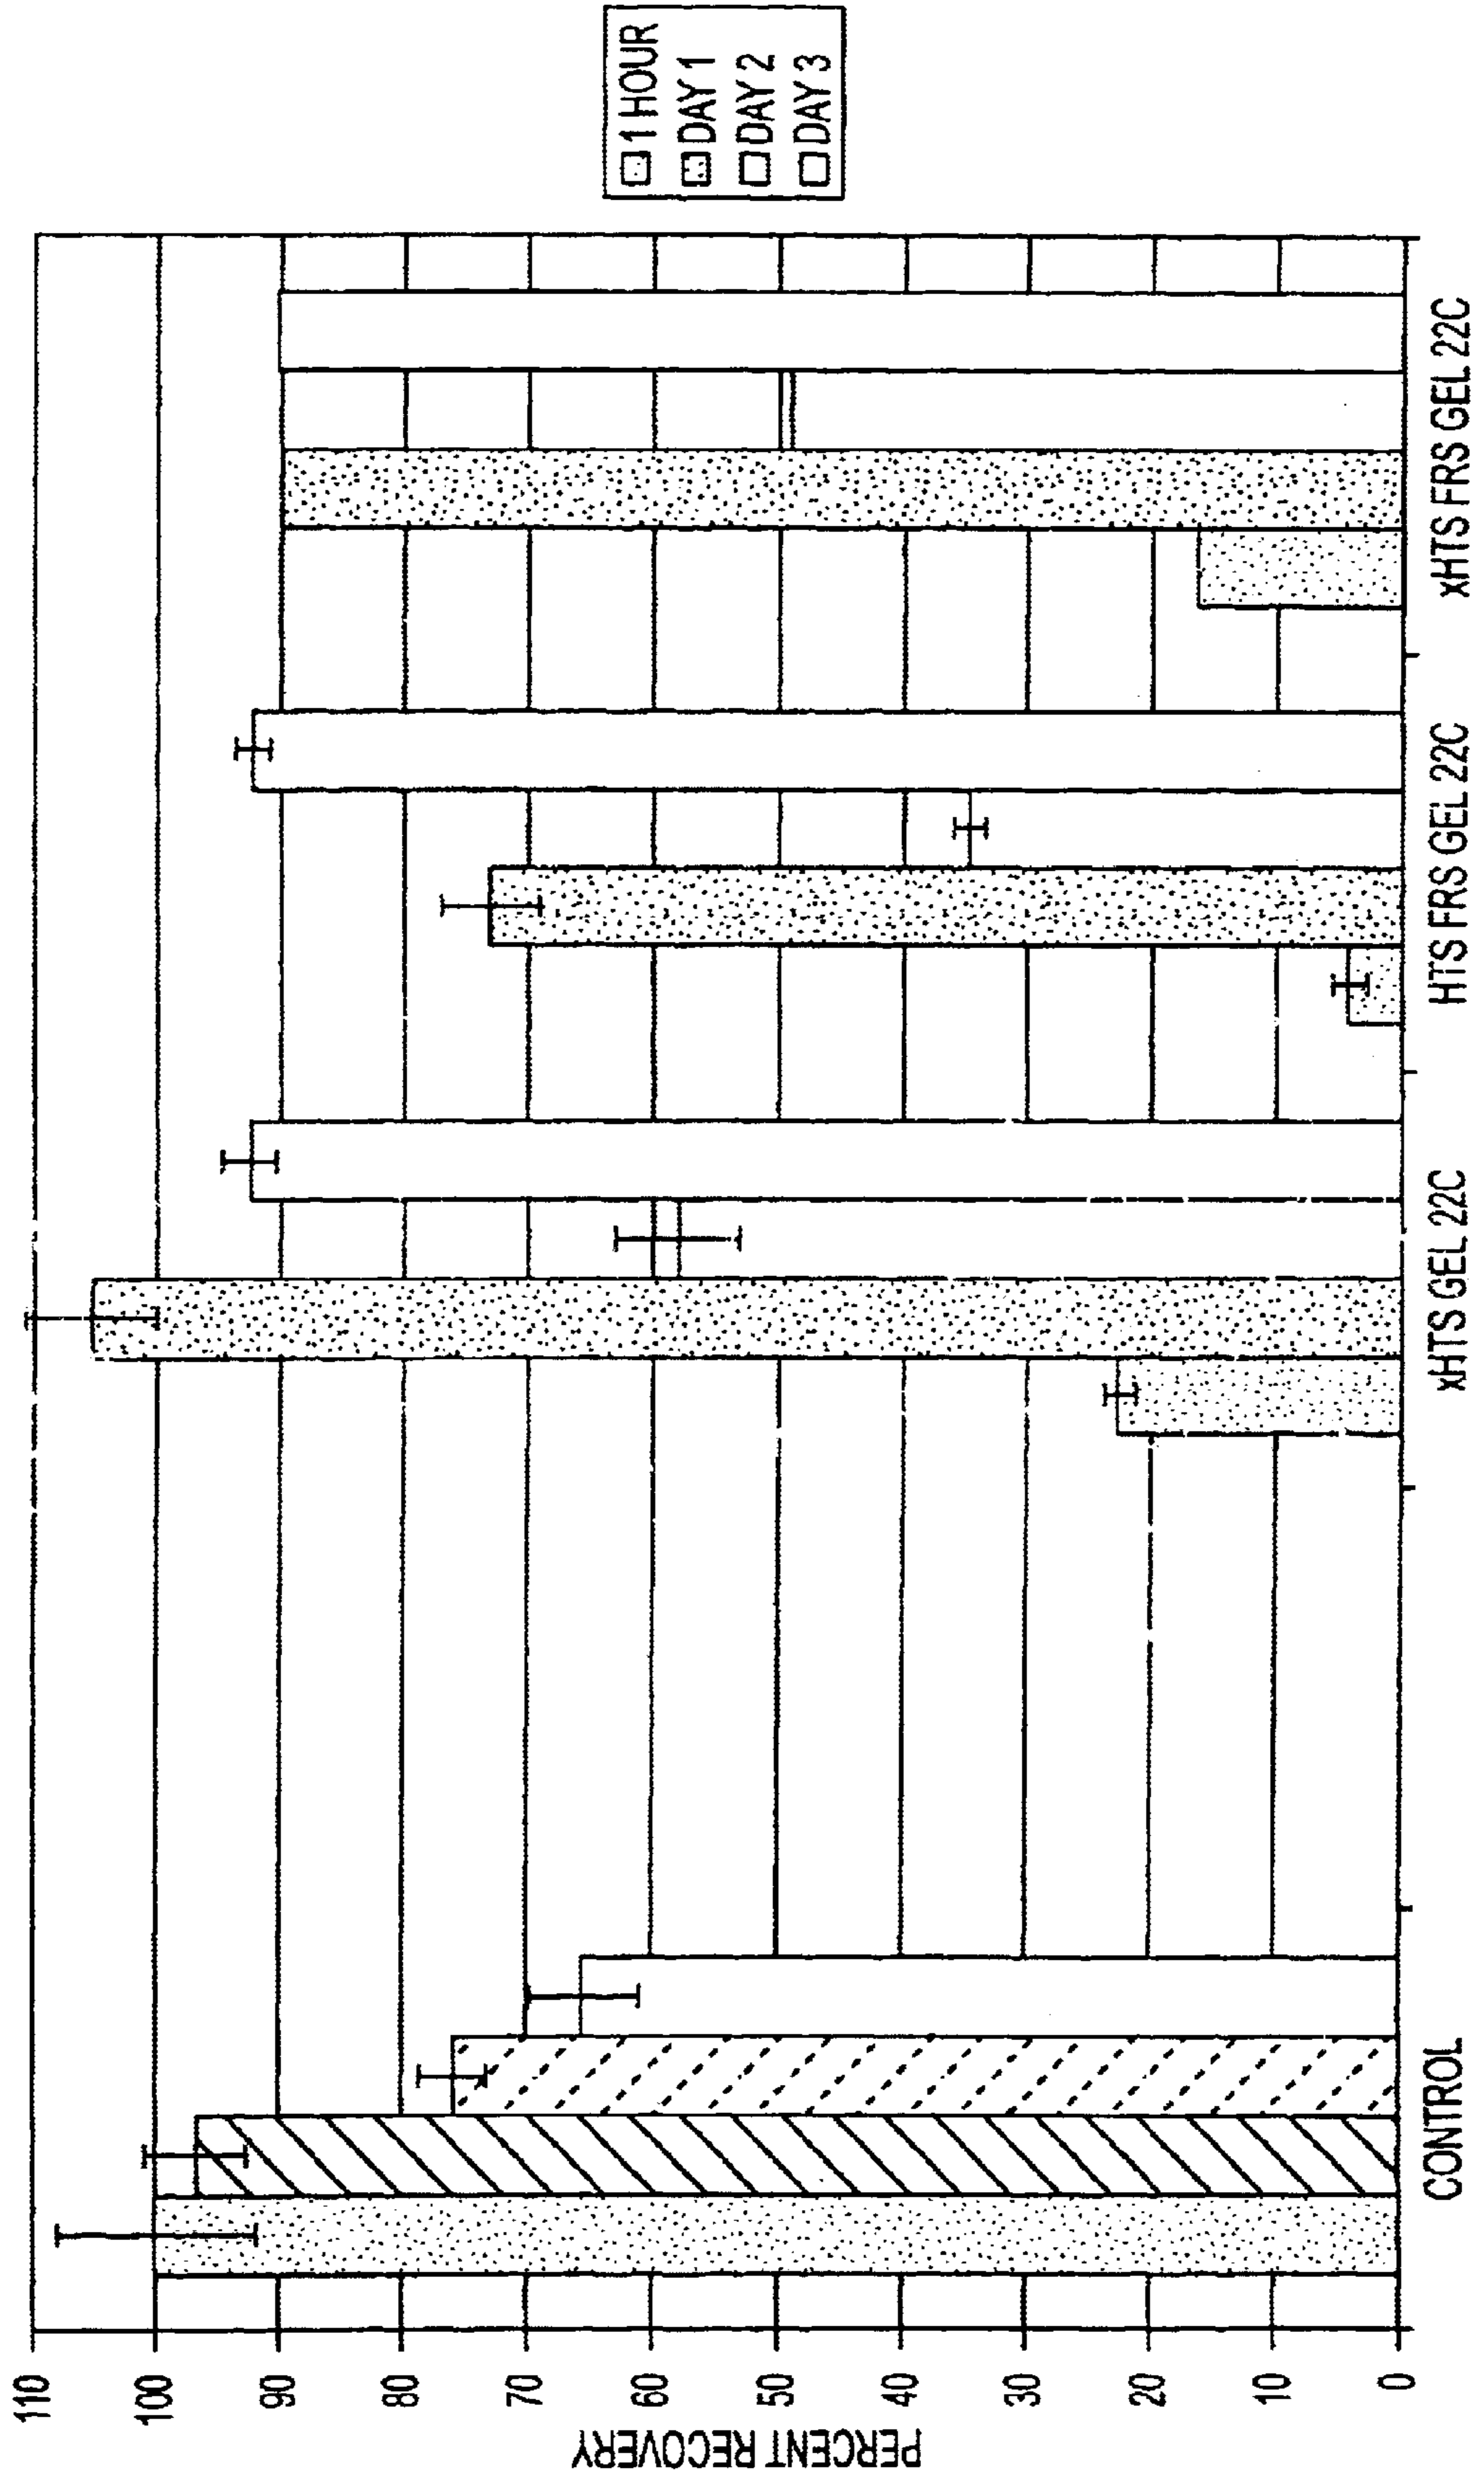 PERCENT RECOVERY
110
100
90
80
70
60
50
40
30
20
10
0
CONTROL
xHTS GEL 22C
HTS FRS GEL 22C
xHTS FRS GEL 22C
1 HOUR
DAY 1
DAY 2
DAY 3